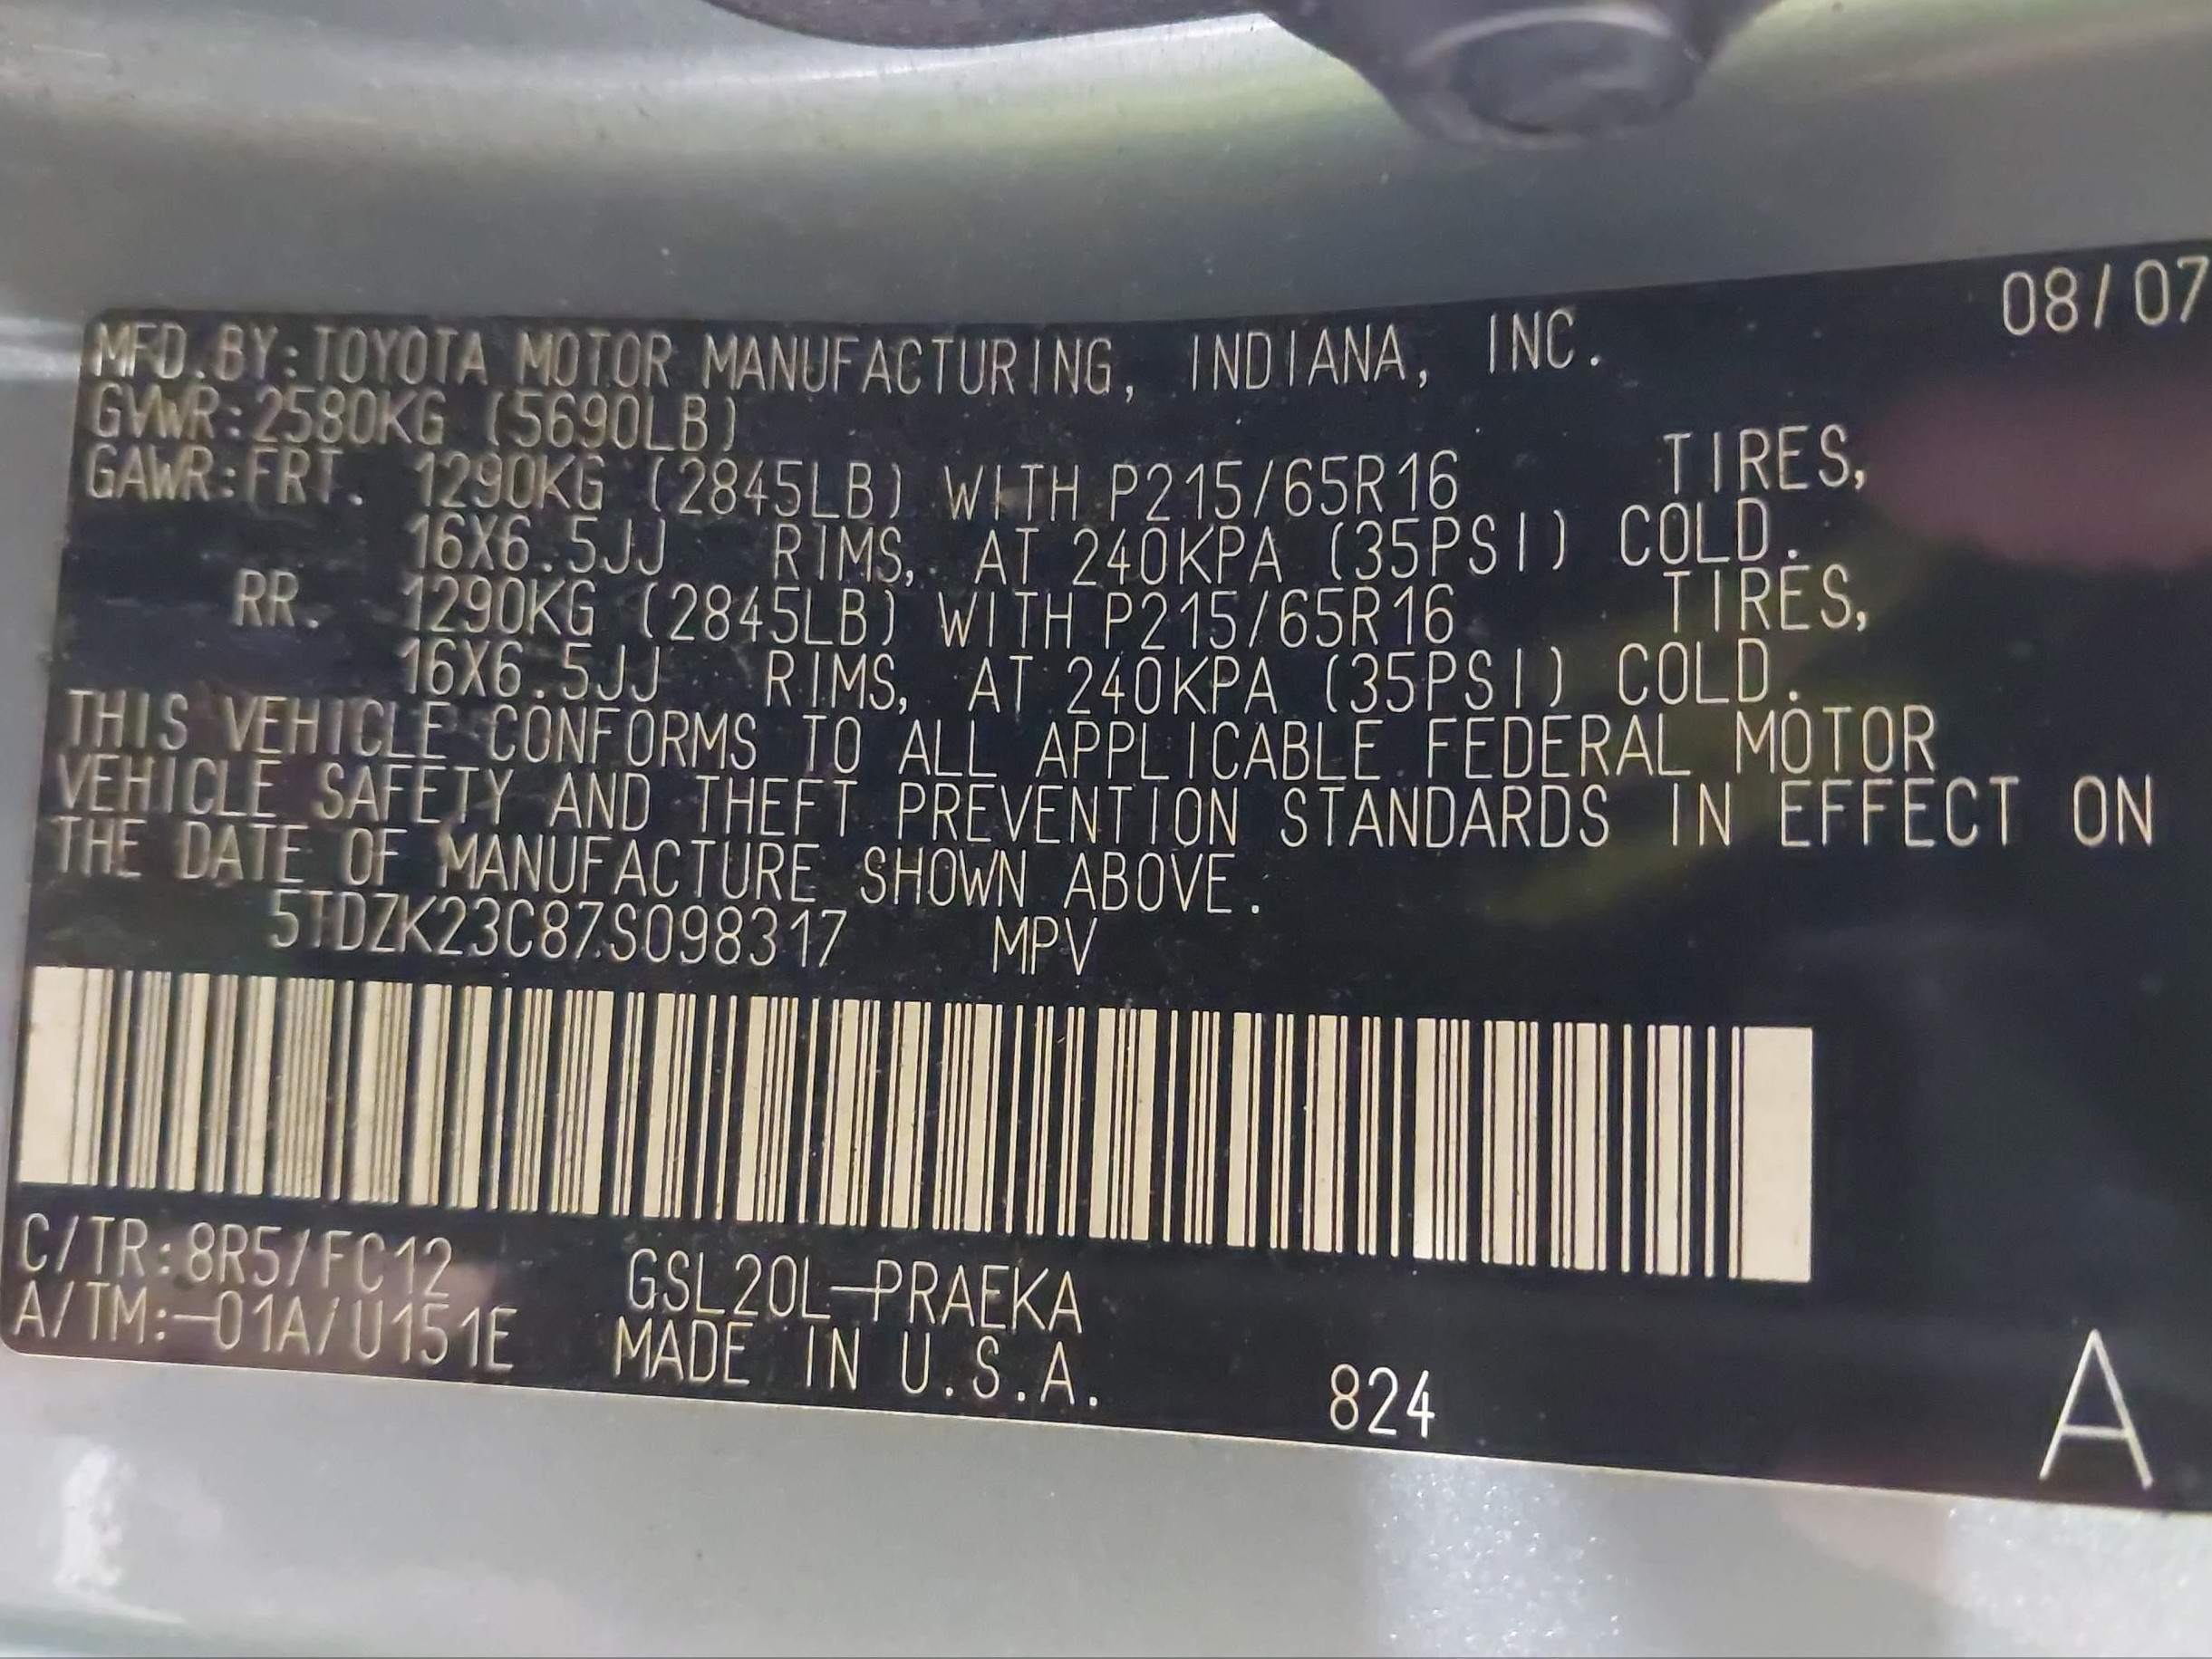 08/07
MFD.BY:TOYOTA MOTOR MANUFACTURING, INDIANA, INC.
GVWR:2580KG (5690LB)
GAWR:FRT. 1290KG (2845LB) WITH P215/65R16 TIRES,
16X6.5JJ RIMS, AT 240KPA (35PSI) COLD.
RR. 1290KG (2845LB) WITH P215/65R16 TIRES,
16X6.5JJ RIMS, AT 240KPA (35PSI) COLD.
THIS VEHICLE CONFORMS TO ALL APPLICABLE FEDERAL MOTOR
VEHICLE SAFETY AND THEFT PREVENTION STANDARDS IN EFFECT ON
THE DATE OF MANUFACTURE SHOWN ABOVE.
5TDZK23C87S098317 MPV
C/TR:8R5/FC12 GSL20L-PRAEKA
A/TM:-01A/U151E MADE IN U.S.A. 824
A